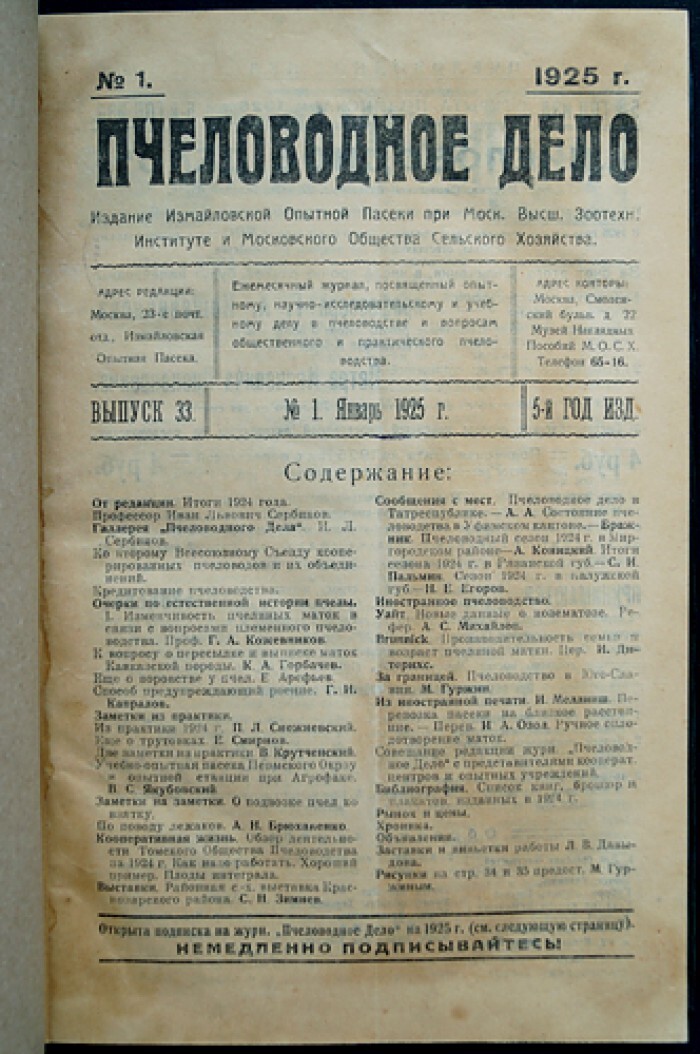 № 1.
1925 г.
ПЧЕЛОВОДНОЕ ДЕЛО
Издание Измайловской Опытной Пасеки при Моск. Высш. Зоотехн.
Институте и Московского Общества Сельского Хозяйства.
АДРЕС РЕДАКЦИИ:
Москва, 23-е почт.
отд., Измайловская
Опытная Пасека.
Ежемесячный журнал, посвященный опыт-
ному, научно-исследовательскому и учеб-
ному делу в пчеловодстве и вопросам
общественного и практического пчело-
водства.
АДРЕС КОНТОРЫ:
Москва, Смолен-
ский бульв. д. 22
Музей Наглядных
Пособий М. О. С. Х.
Телефон 65-16.
ВЫПУСК 33.
№ 1. Январь 1925 г.
5-й ГОД ИЗД.
Содержание:
От редакции. Итоги 1924 года.
Профессор Иван Львович Сербинов.
Галлерея „Пчеловодного Дела". И. Л.
Сербинов.
Ко второму Всесоюзному Съезду коопе-
рированных пчеловодов и их объеди-
нений.
Кредитование пчеловодства.
Очерки по естественной истории пчелы.
I. Изменчивость пчелиных маток в
связи с вопросами племенного пчело-
водства. Проф. Г. А. Кожевников.
К вопросу о пересылке и выписке маток
Кавказской породы. К. А. Горбачев.
Еще о воровстве у пчел. Е. Арефьев.
Способ предупреждающий роение. Г. И.
Капралов.
Заметки из практики.
Из практики 1924 г. П. Л. Снежневский.
Еще о трутовках. Е. Смирнов.
Две заметки из практики В. Крутченский.
Учебно-опытная пасека Пермского Окрзу
и опытной станции при Агрофаке.
В. С. Якубовский.
Заметки на заметки. О подвозке пчел ко
взятку.
По поводу лежаков. А. Н. Брюханенко.
Кооперативная жизнь. Обзор деятельно-
сти Томского Общества Пчеловодства
за 1924 г. Как надо работать. Хороший
пример. Плоды интеграла.
Выставки. Районная с.-х. выставка Крас-
нозарского района. С. Н. Зимнев.
Сообщения с мест. Пчеловодное дело в
Татреспублике. — А. А. Состояние пче-
ловодства в Уфимском кантоне. — Браж-
ник. Пчеловодный сезон 1924 г. в Мир-
городском районе — А. Коницкий. Итоги
сезона 1924 г. в Рязанской губ. — С. И.
Пальмин. Сезон 1924 г. в Калужской
губ. — Н. Е. Егоров.
Иностранное пчеловодство.
Уайт. Новые данные о нозематозе. Ре-
фер. А. С. Михайлов.
Brunnick. Производительность семьи и
возраст пчелиной матки. Пер. И. Ди-
терихс.
За границей. Пчеловодство в Юго-Сла-
вии. М. Гуржин.
Из иностранной печати. И. Мелдниш. Пе-
ревозка пасеки на близкое расстоя-
ние. — Перев. И. А. Озол. Ручное опло-
дотворение маток.
Совещание редакции журн. „Пчеловод-
ное Дело" с представителями кооперат.
центров и опытных учреждений.
Библиография. Список книг, брошюр и
плакатов, изданных в 1924 г.
Рынок и цены.
Хроника.
Объявления.
Заставки и виньетки работы Л. В. Давы-
дова.
Рисунки на стр. 34 и 35 предост. М. Гур-
жиным.
Открыта подписка на журн. „Пчеловодное Дело" на 1925 г. (см. следующую страницу).
НЕМЕДЛЕННО ПОДПИСЫВАЙТЕСЬ!